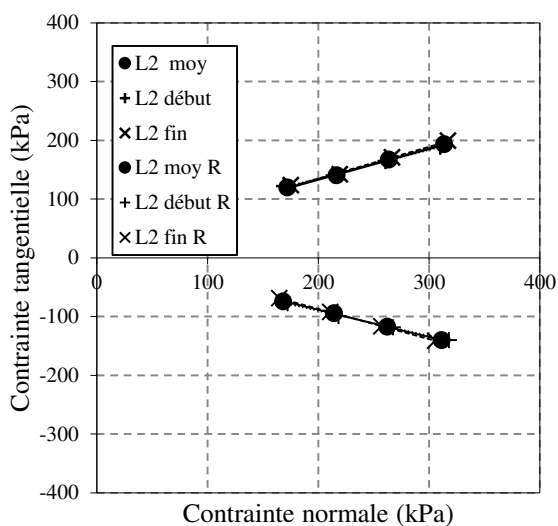 400
300
200
100
0
-100
-200
-300
-400
0 100 200 300 400
L2 moy
L2 début
L2 fin
L2 moy R
L2 début R
L2 fin R
Contrainte tangentielle (kPa)
Contrainte normale (kPa)